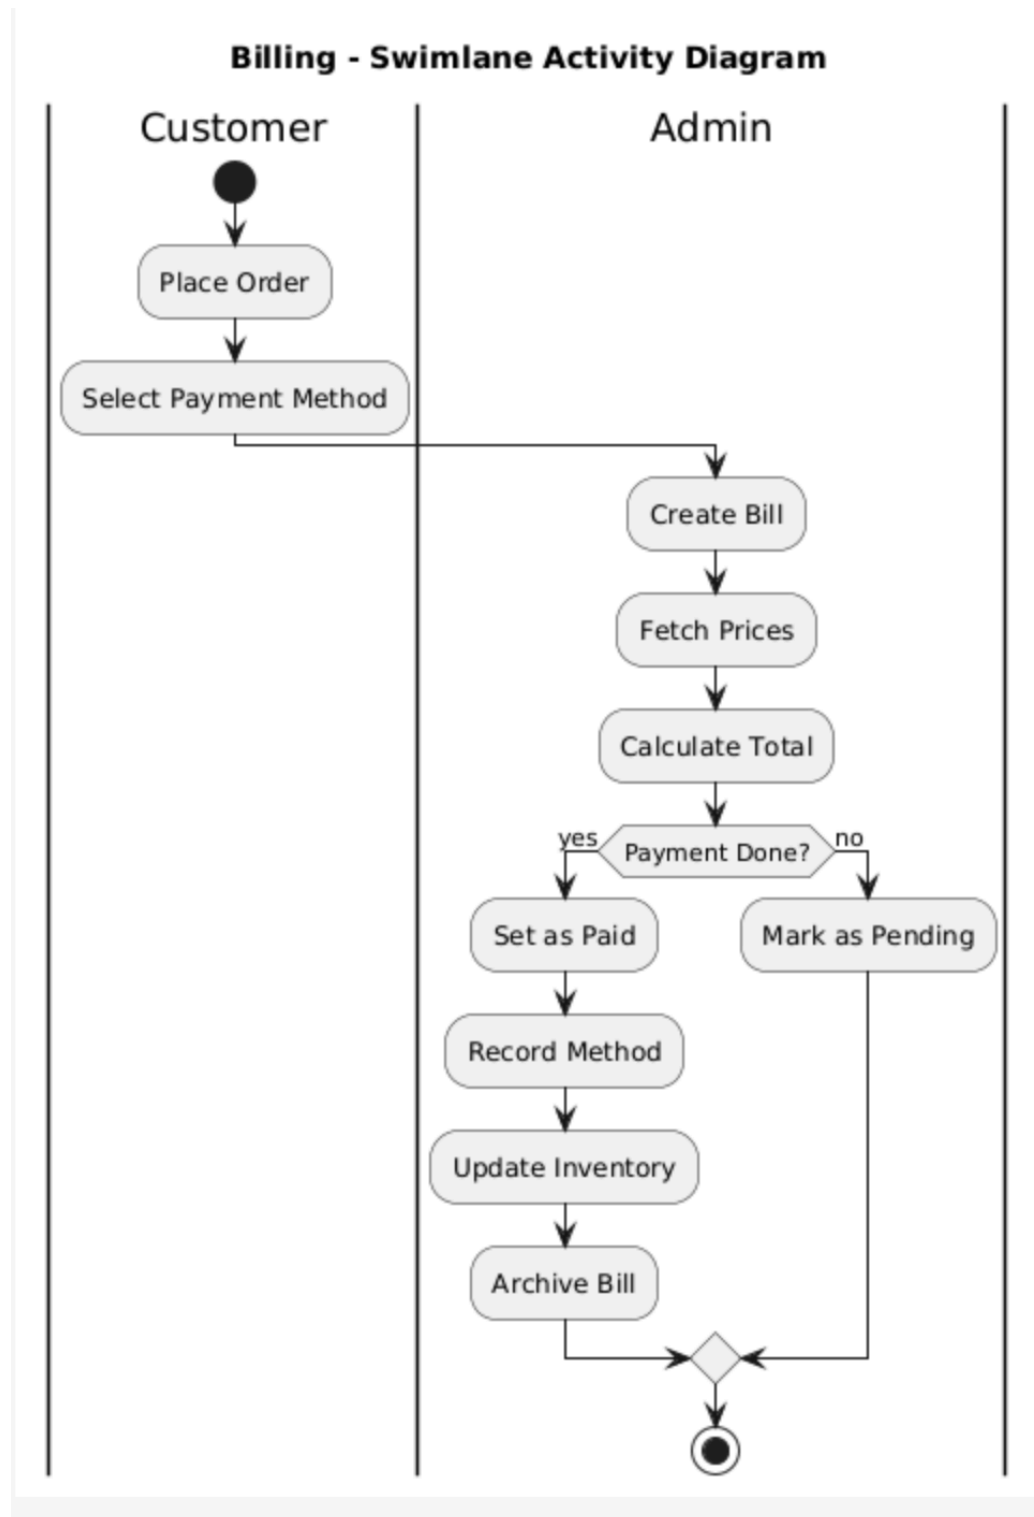 Billing - Swimlane Activity Diagram
Customer
Admin
Place Order
Select Payment Method
Create Bill
Fetch Prices
Calculate Total
yes
Payment Done?
no
Set as Paid
Mark as Pending
Record Method
Update Inventory
Archive Bill